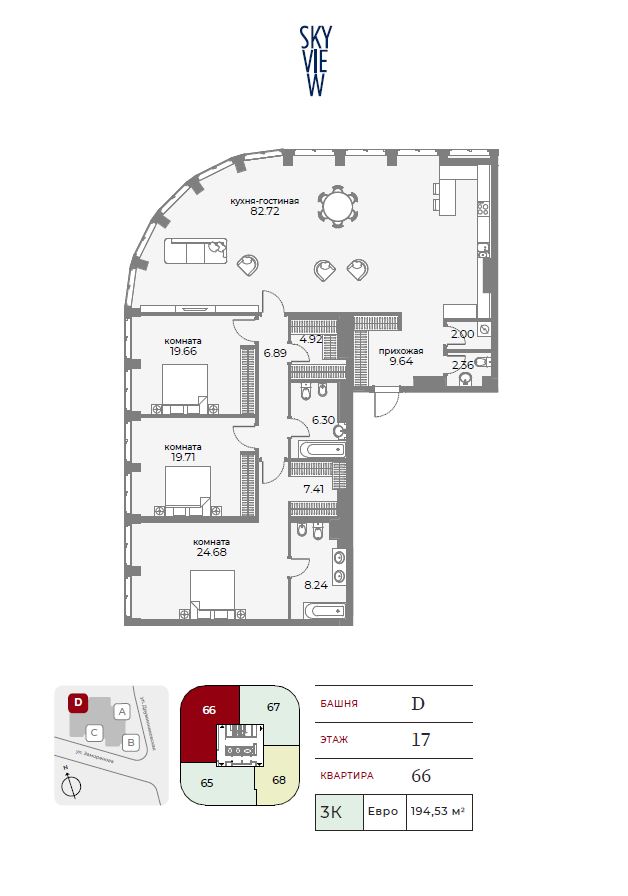 SKY
VIE
W
кухня-гостиная
82.72
комната
19.66
6.89
4.92
прихожая
9.64
2.00
2.36
6.30
комната
19.71
7.41
комната
24.68
8.24
D
A
C
B
ул. Дружинниковская
ул. Заморенова
N
66
67
65
68
БАШНЯ D
ЭТАЖ 17
КВАРТИРА 66
3К Евро 194,53 м²